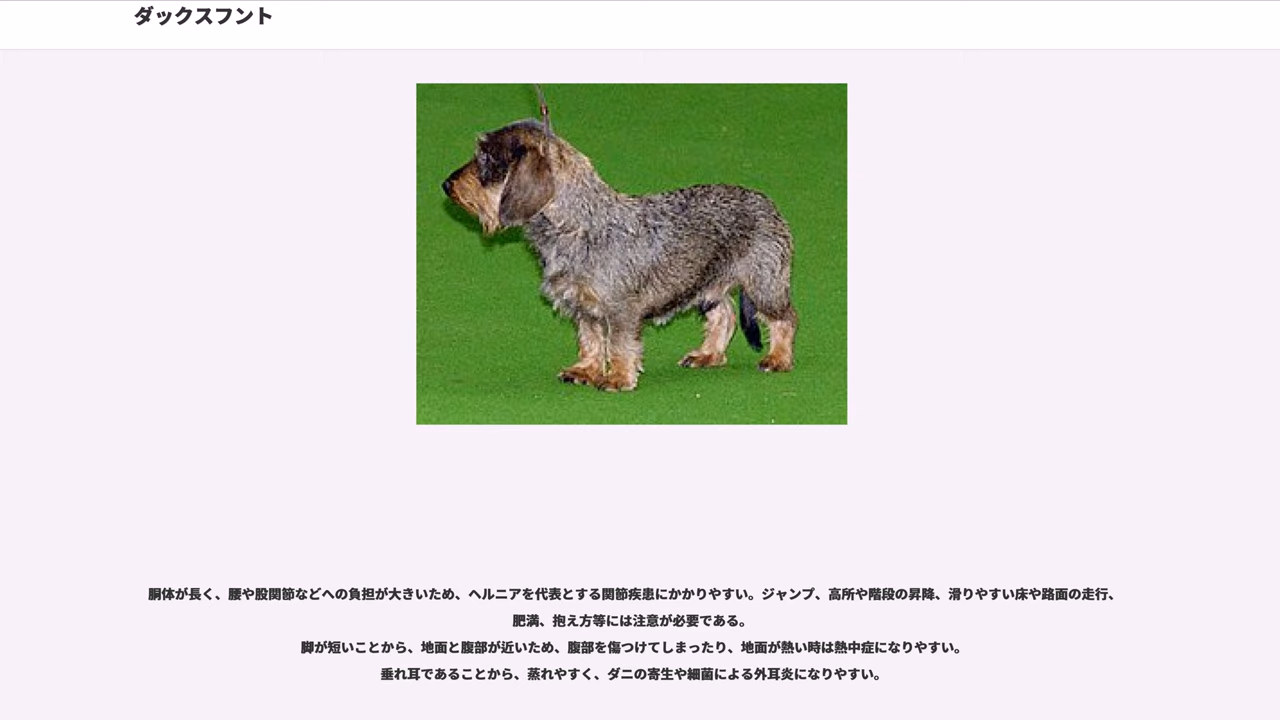 ダックスフント
胴体が長く、腰や股関節などへの負担が大きいため、ヘルニアを代表とする関節疾患にかかりやすい。ジャンプ、高所や階段の昇降、滑りやすい床や路面の走行、
肥満、抱え方等には注意が必要である。
脚が短いことから、地面と腹部が近いため、腹部を傷つけてしまったり、地面が熱い時は熱中症になりやすい。
垂れ耳であることから、蒸れやすく、ダニの寄生や細菌による外耳炎になりやすい。